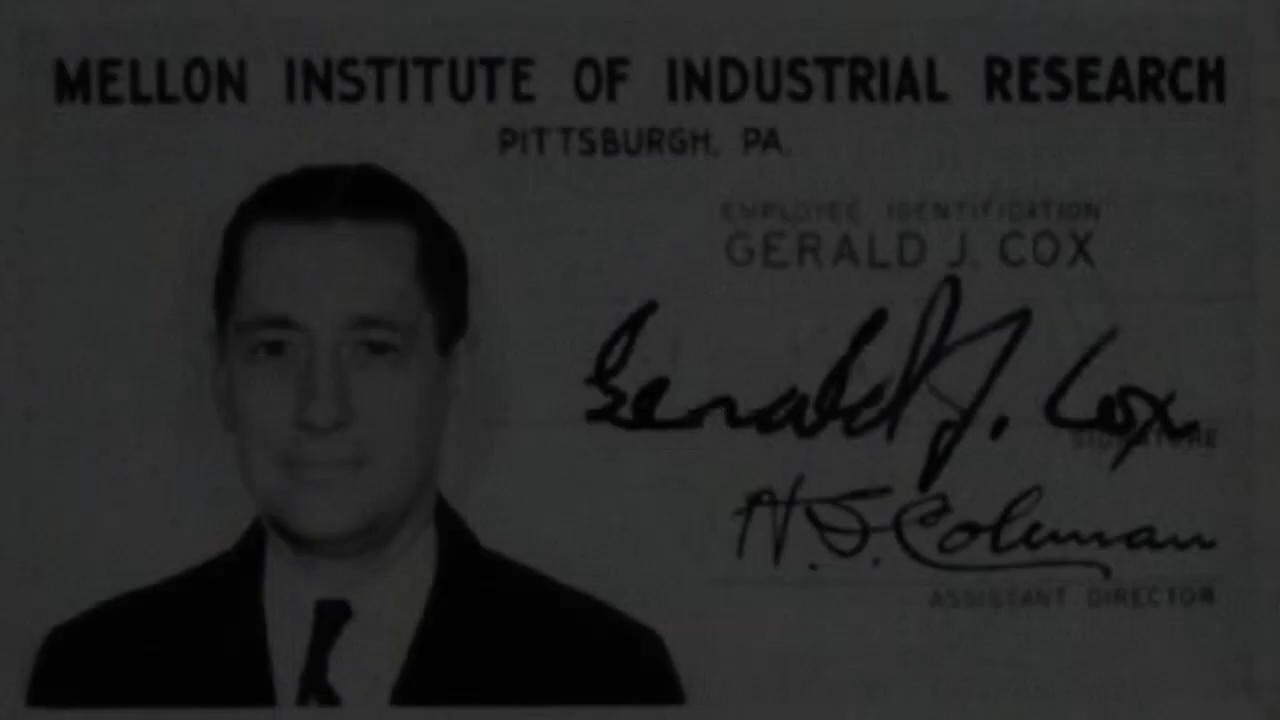 MELLON INSTITUTE OF INDUSTRIAL RESEARCH
PITTSBURGH, PA.
EMPLOYEE IDENTIFICATION
GERALD J. COX
Gerald J. Cox
SIGNATURE
H. S. Coleman
ASSISTANT DIRECTOR